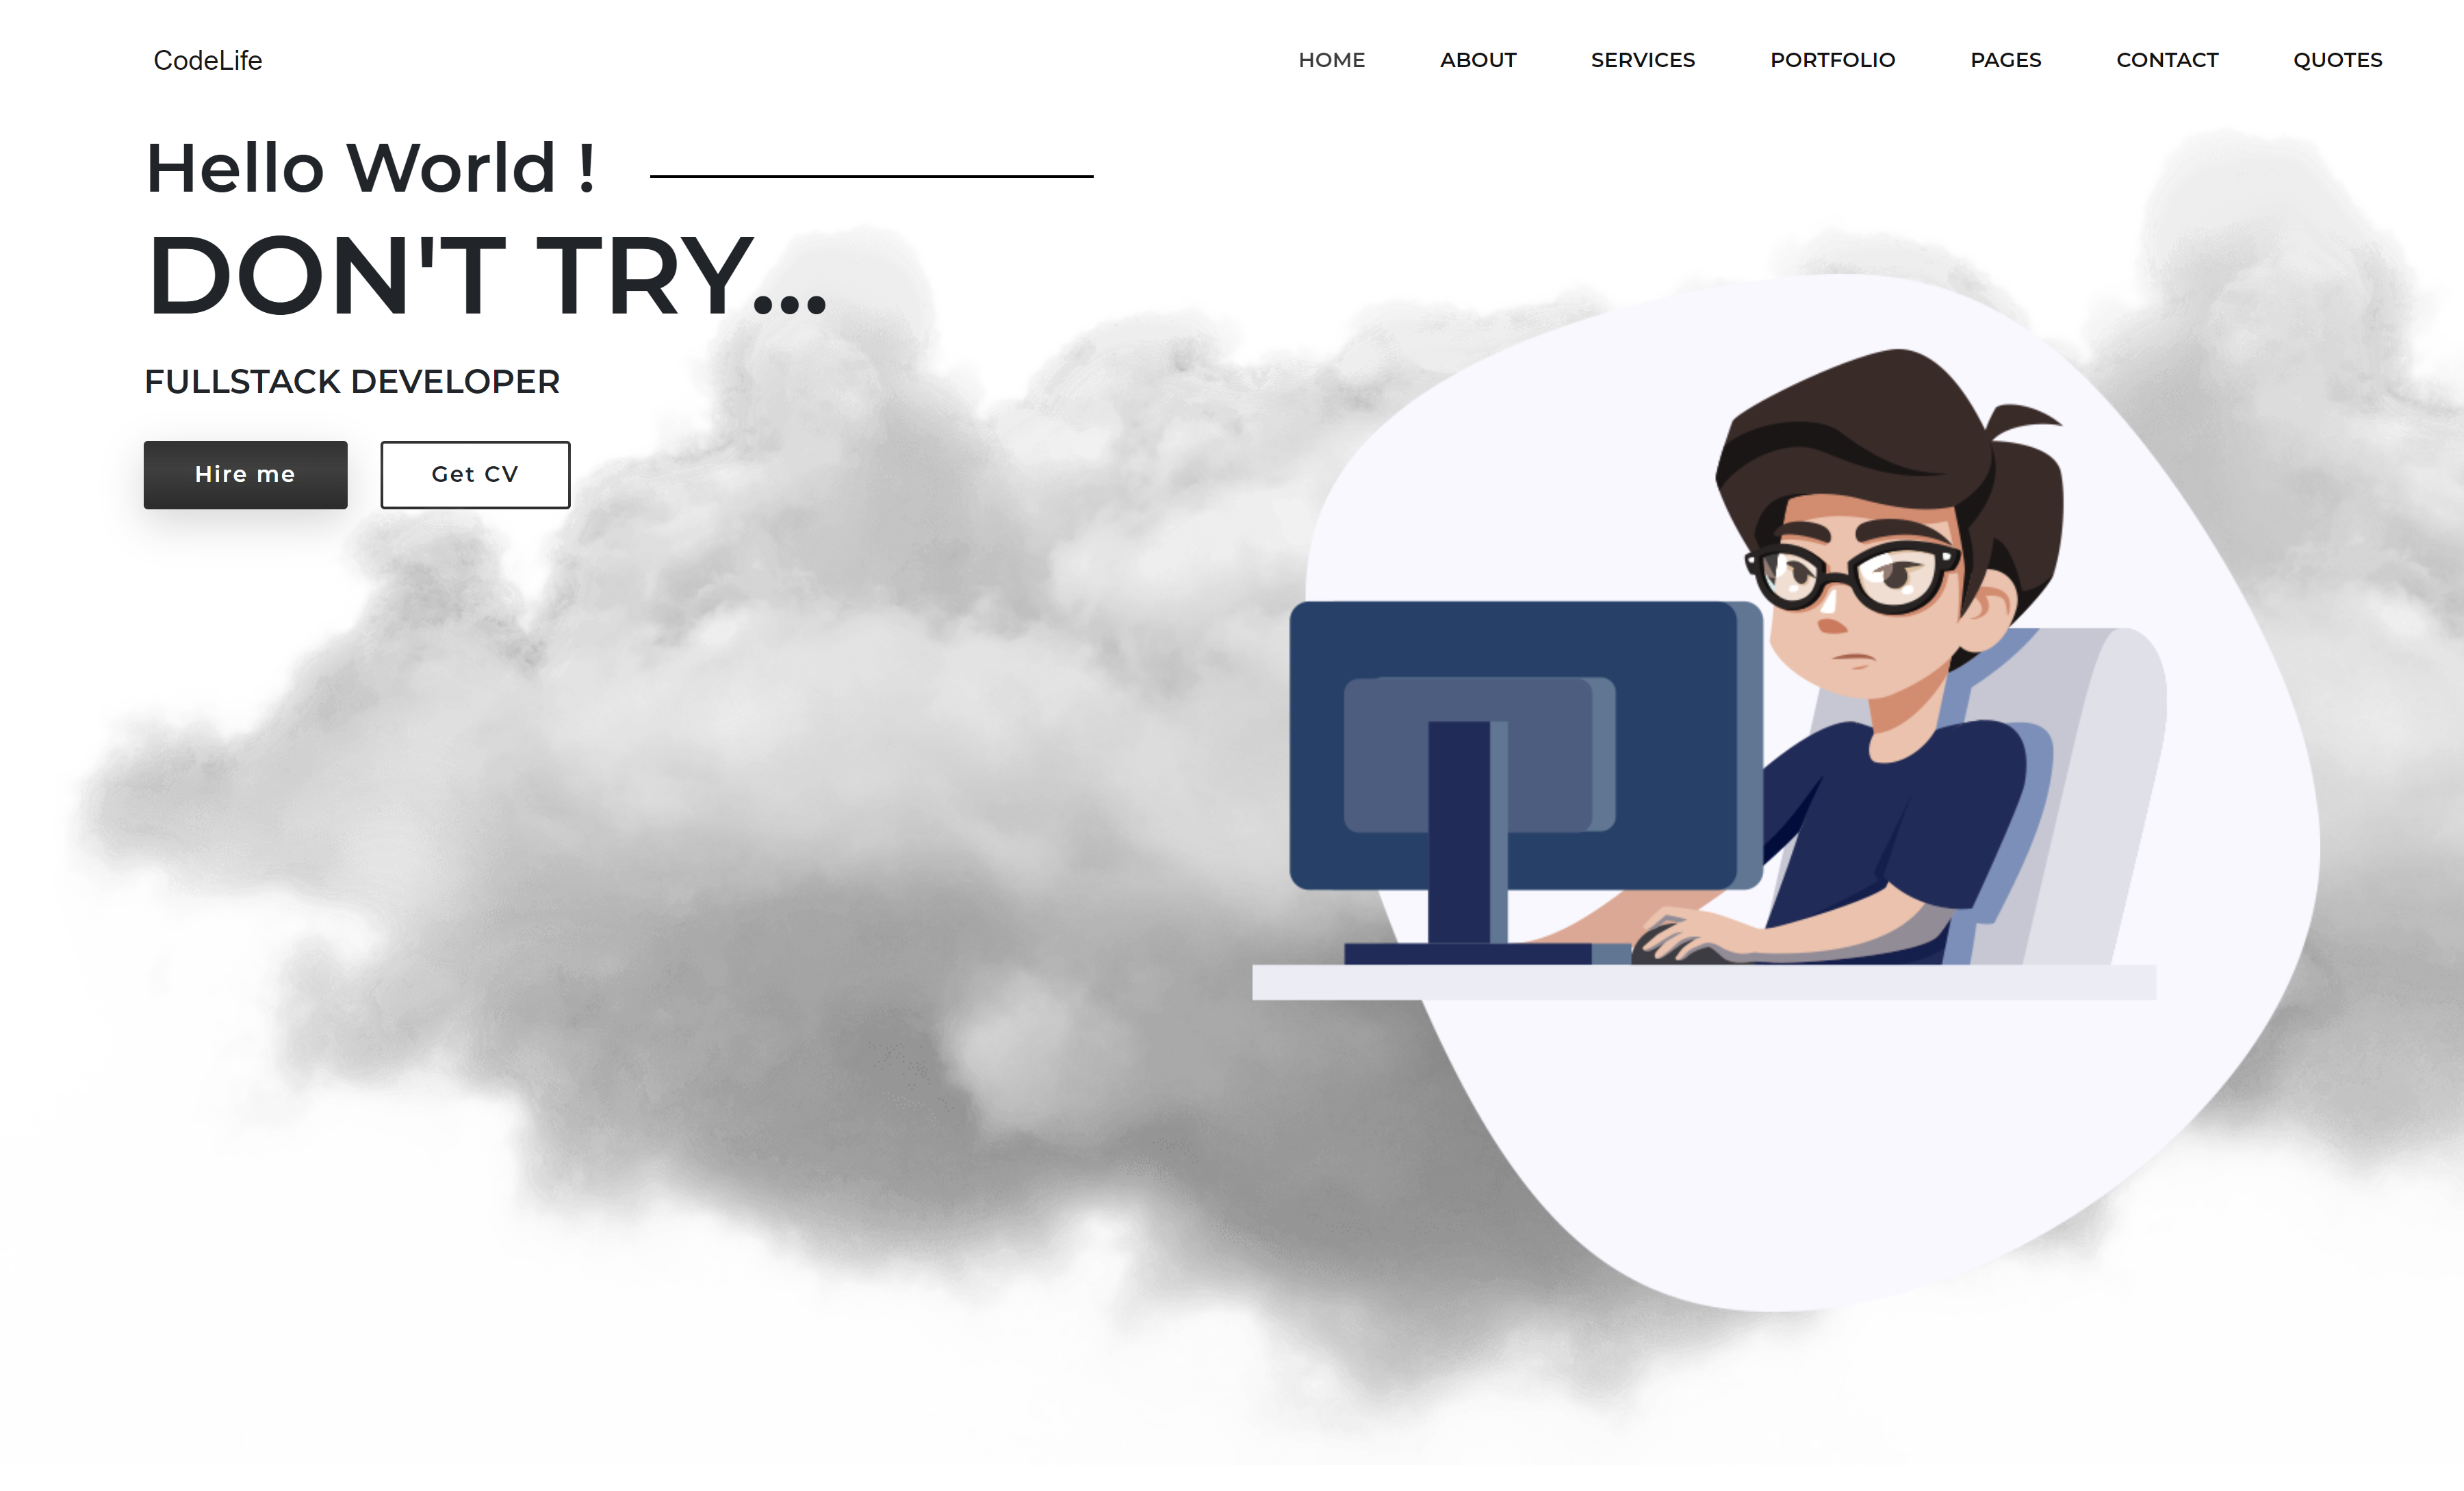 CodeLife
HOME ABOUT SERVICES PORTFOLIO PAGES CONTACT QUOTES
Hello World !
DON'T TRY...
FULLSTACK DEVELOPER
Hire me Get CV